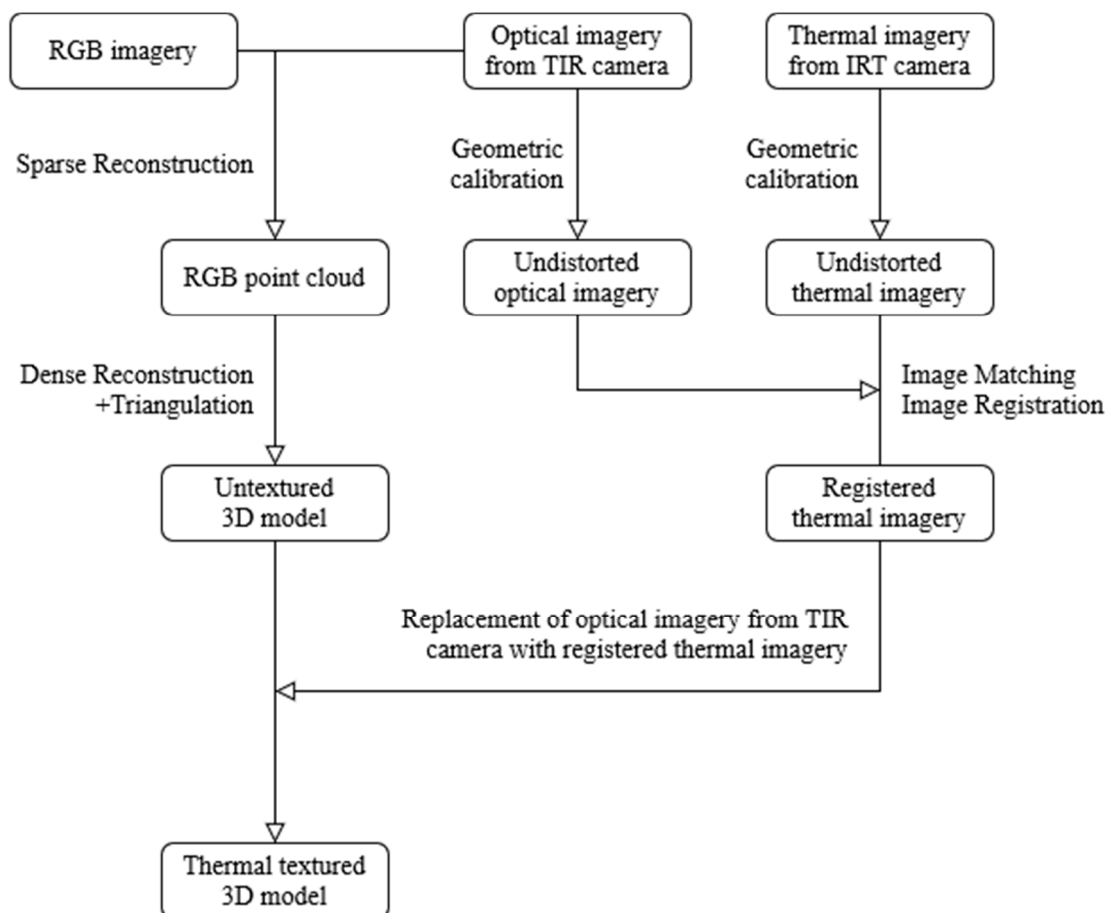 RGB imagery
Optical imagery
from TIR camera
Thermal imagery
from IRT camera
Sparse Reconstruction
Geometric
calibration
Geometric
calibration
RGB point cloud
Undistorted
optical imagery
Undistorted
thermal imagery
Dense Reconstruction
+Triangulation
Image Matching
Image Registration
Untextured
3D model
Registered
thermal imagery
Replacement of optical imagery from TIR
camera with registered thermal imagery
Thermal textured
3D model